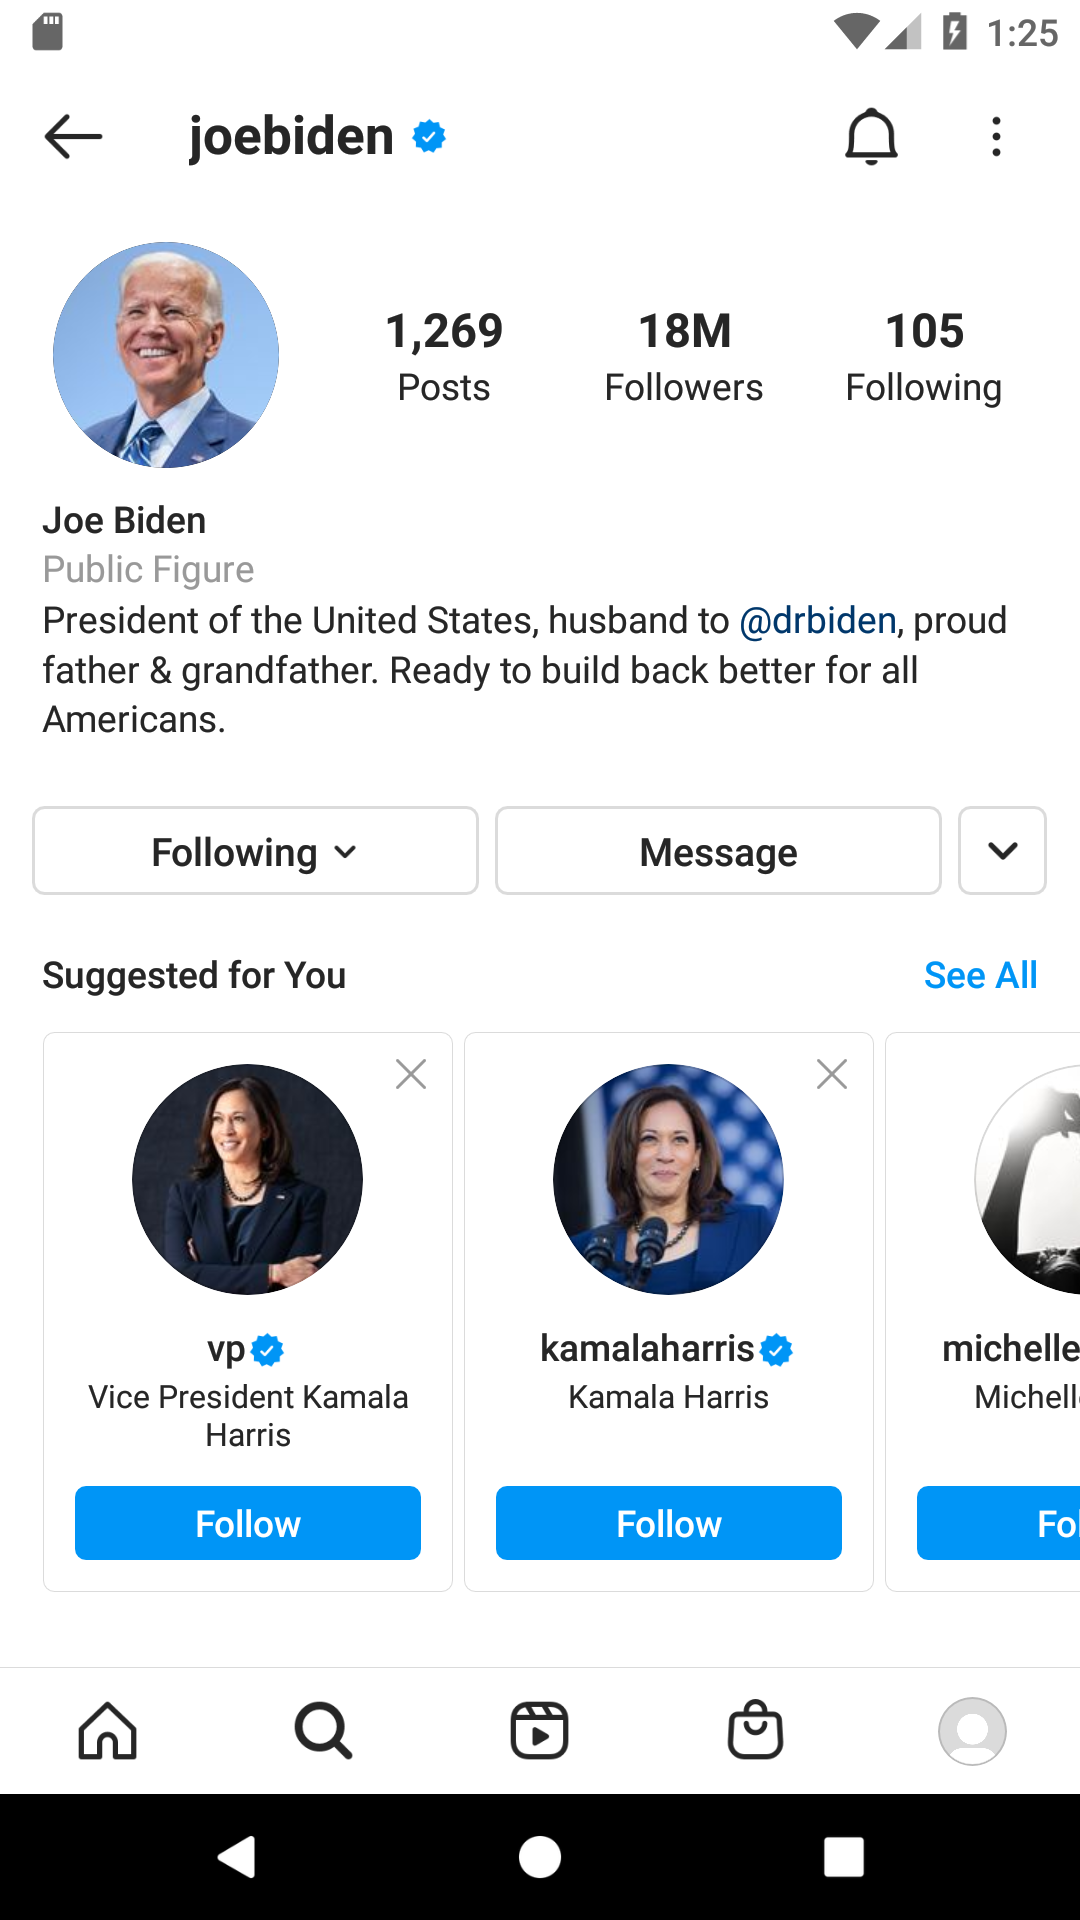 1:25
joebiden
1,269 18M 105
Posts Followers Following
Joe Biden
Public Figure
President of the United States, husband to @drbiden, proud
father & grandfather. Ready to build back better for all
Americans.
Following Message
Suggested for You See All
vp kamalaharris michelle
Vice President Kamala Kamala Harris Michell
Harris
Follow Follow Fol